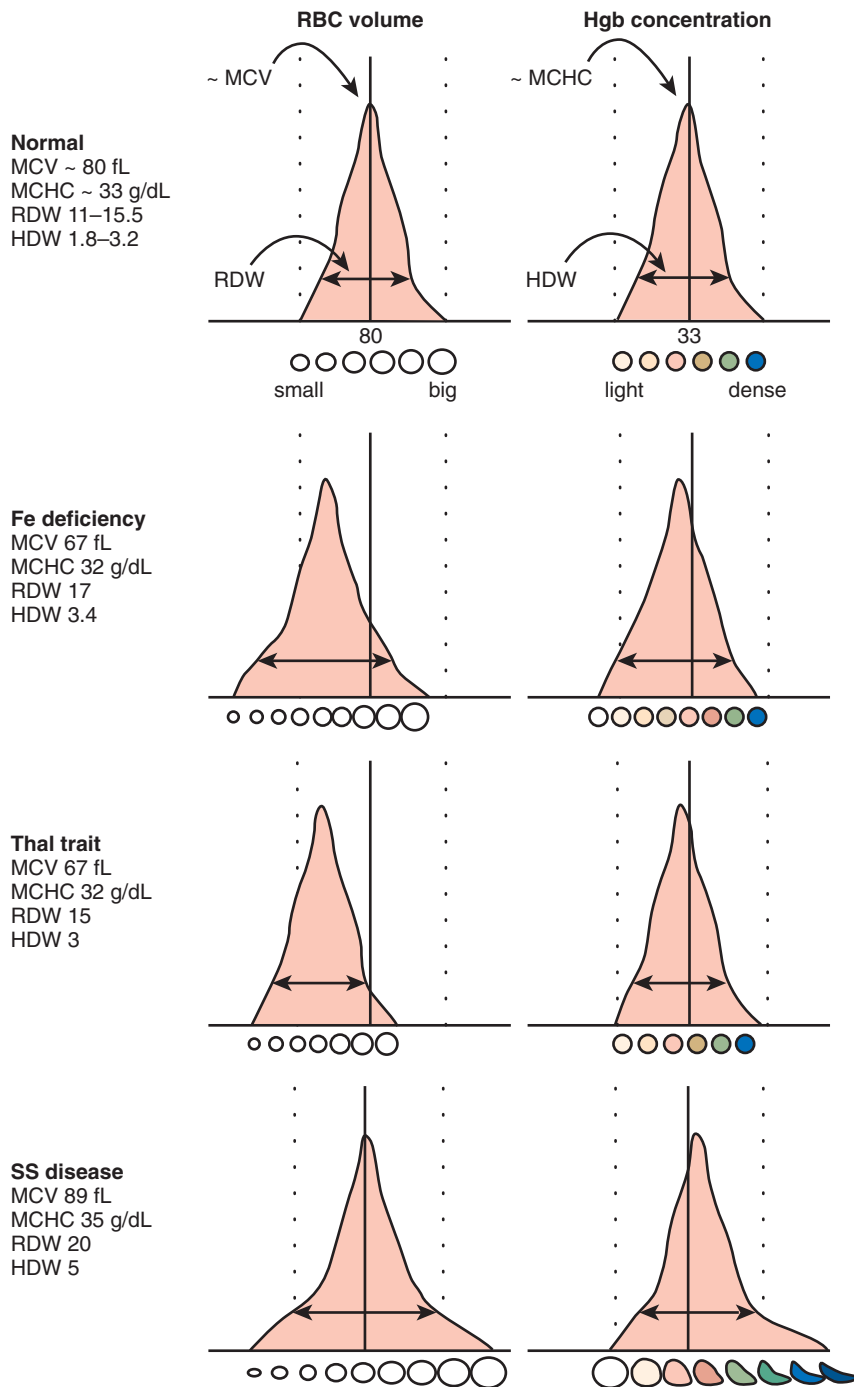 RBC volume
Hgb concentration
~ MCV
~ MCHC
Normal
MCV ~ 80 fL
MCHC ~ 33 g/dL
RDW 11–15.5
HDW 1.8–3.2
RDW
HDW
80
33
small
big
light
dense
Fe deficiency
MCV 67 fL
MCHC 32 g/dL
RDW 17
HDW 3.4
Thal trait
MCV 67 fL
MCHC 32 g/dL
RDW 15
HDW 3
SS disease
MCV 89 fL
MCHC 35 g/dL
RDW 20
HDW 5